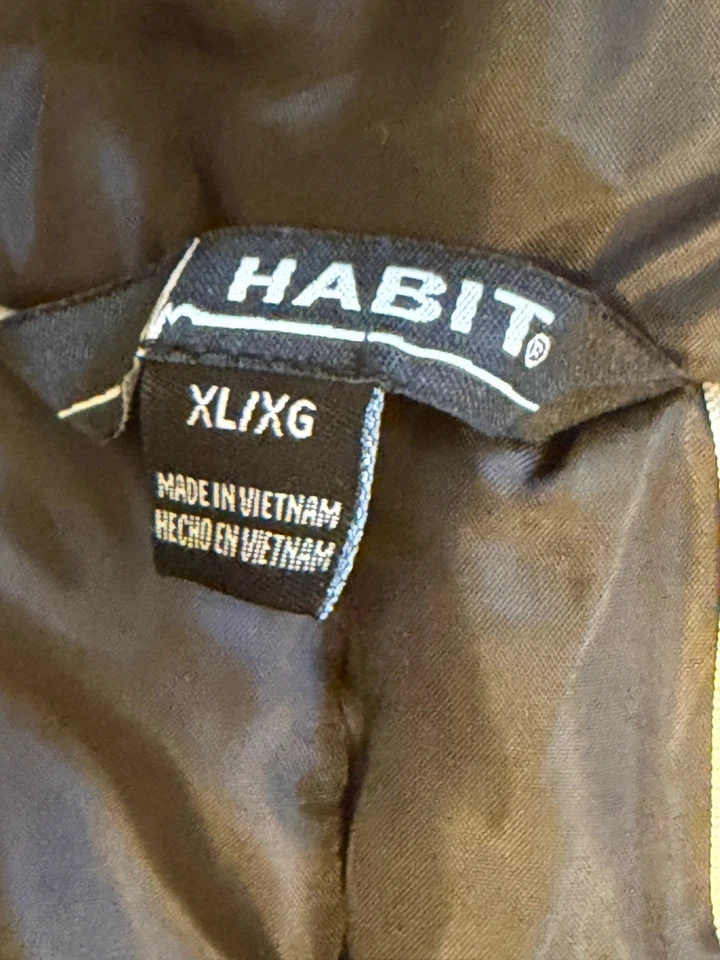 HABIT®
XL/XG
MADE IN VIETNAM
HECHO EN VIETNAM